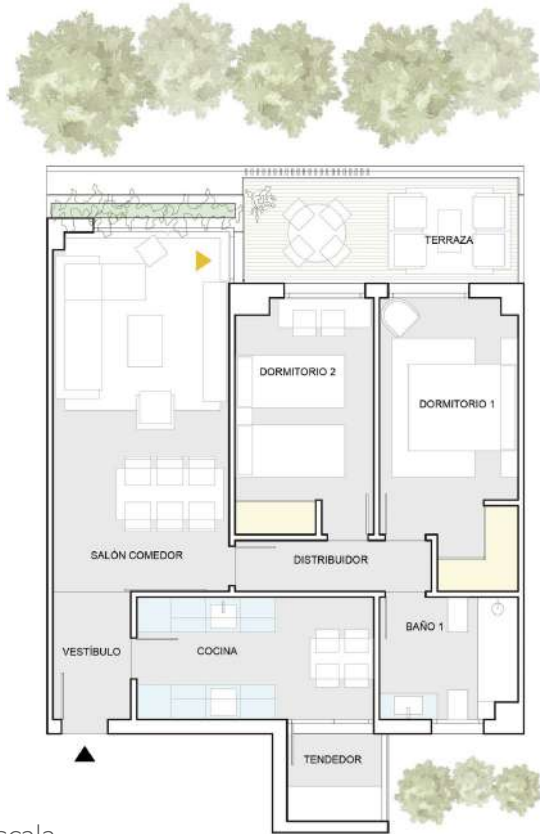 TERRAZA
DORMITORIO 2
DORMITORIO 1
SALÓN COMEDOR
DISTRIBUIDOR
BAÑO 1
VESTÍBULO
COCINA
TENDEDOR